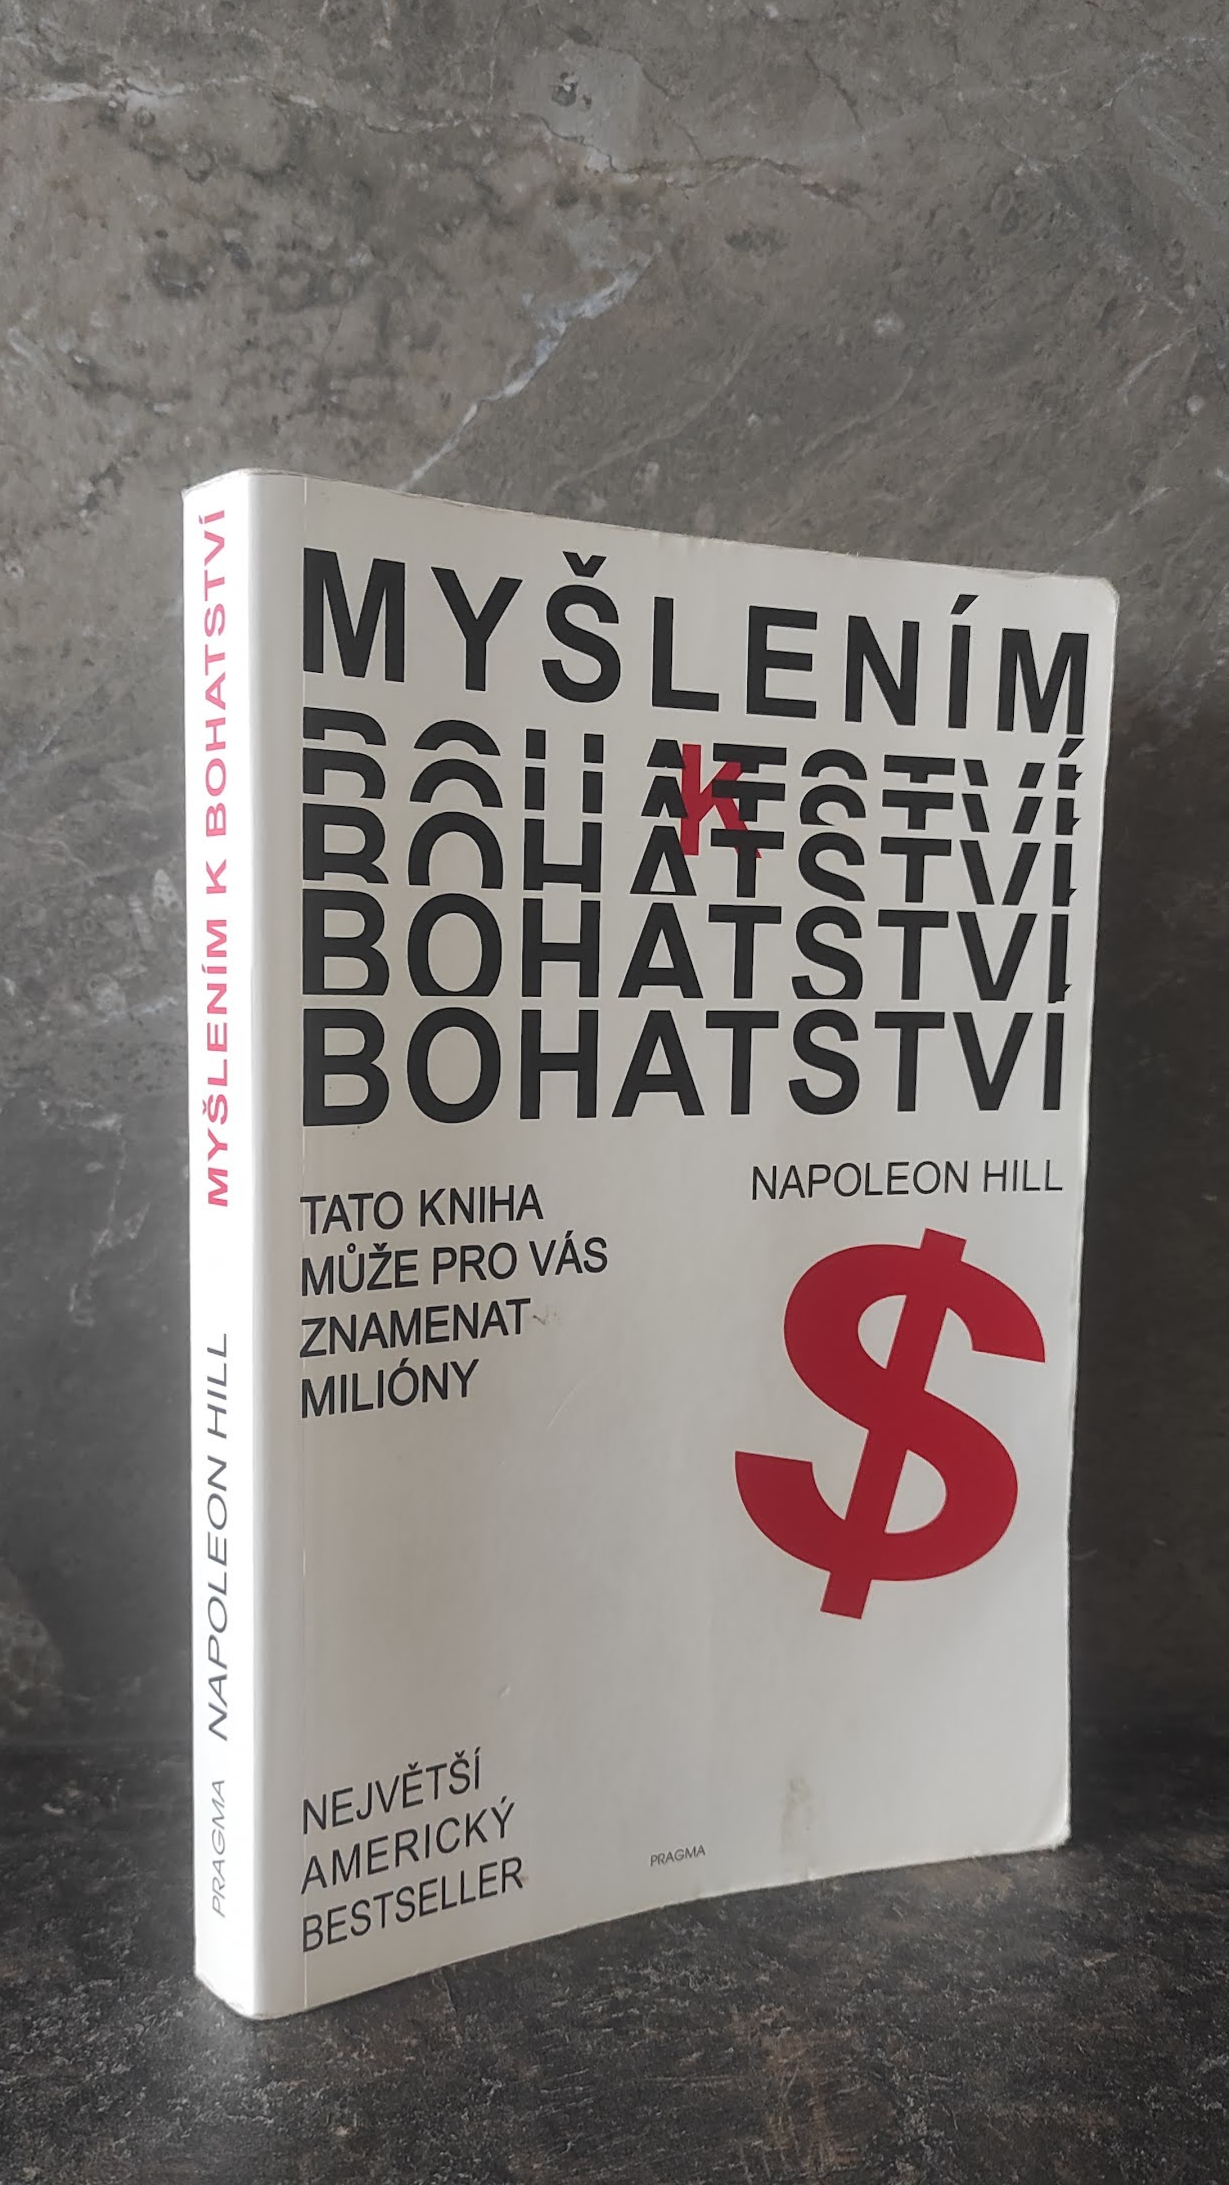 MYŠLENÍM K BOHATSTVÍ
NAPOLEON HILL
PRAGMA
MYŠLENÍM
K
BOHATSTVÍ
BOHATSTVÍ
BOHATSTVÍ
BOHATSTVÍ
BOHATSTVÍ
NAPOLEON HILL
TATO KNIHA
MŮŽE PRO VÁS
ZNAMENAT
MILIÓNY
$
NEJVĚTŠÍ
AMERICKÝ
BESTSELLER
PRAGMA